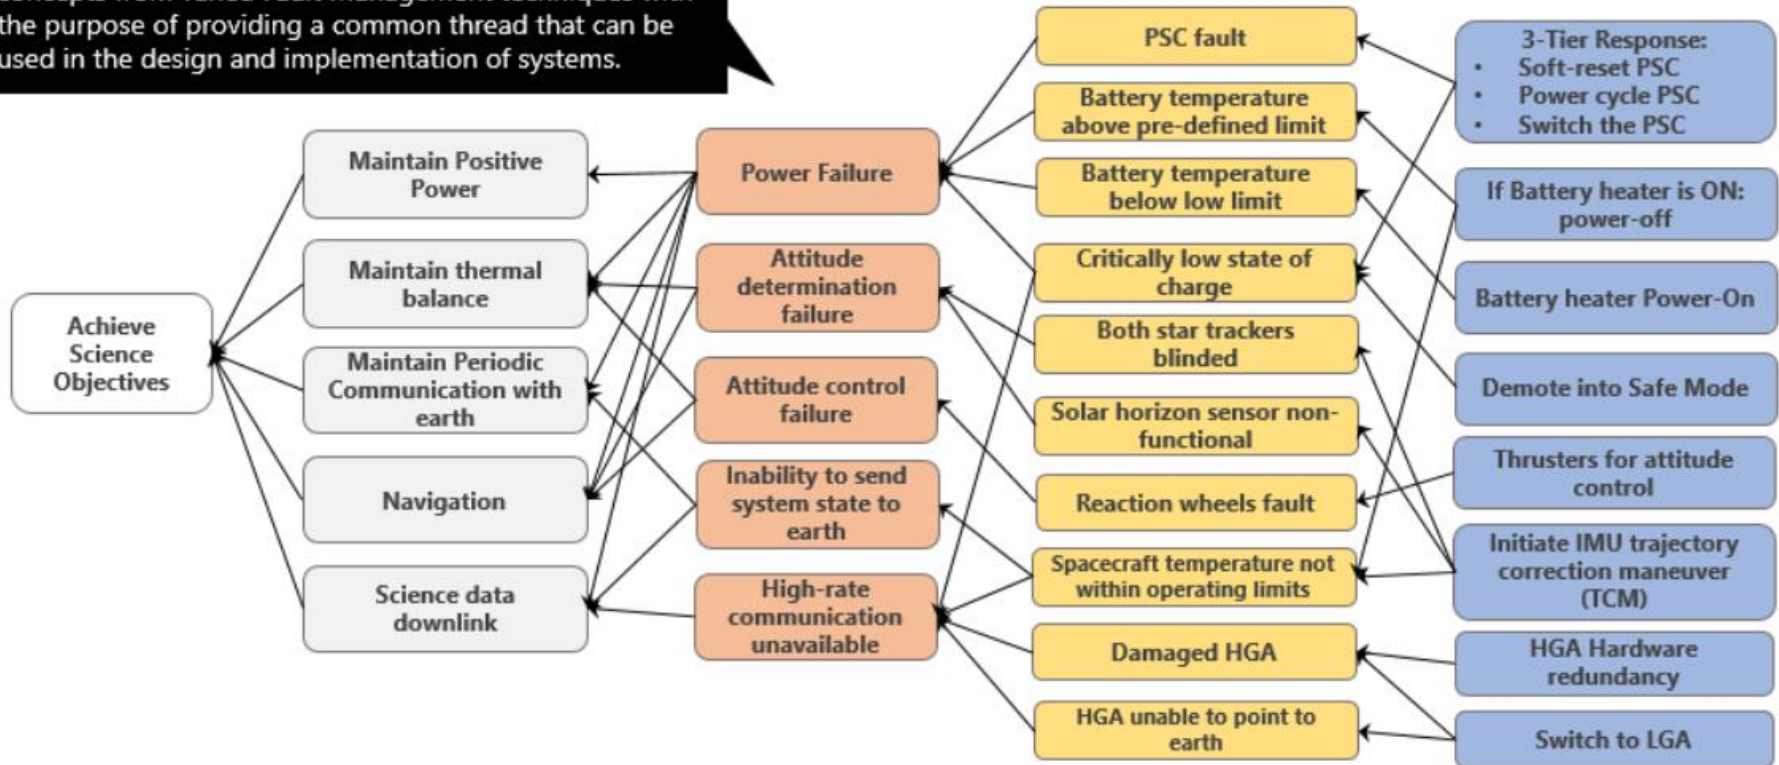 the purpose of providing a common thread that can be
used in the design and implementation of systems.
Achieve
Science
Objectives
Maintain Positive
Power
Maintain thermal
balance
Maintain Periodic
Communication with
earth
Navigation
Science data
downlink
Power Failure
Attitude
determination
failure
Attitude control
failure
Inability to send
system state to
earth
High-rate
communication
unavailable
PSC fault
Battery temperature
above pre-defined limit
Battery temperature
below low limit
Critically low state of
charge
Both star trackers
blinded
Solar horizon sensor non-
functional
Reaction wheels fault
Spacecraft temperature not
within operating limits
Damaged HGA
HGA unable to point to
earth
3-Tier Response:
• Soft-reset PSC
• Power cycle PSC
• Switch the PSC
If Battery heater is ON:
power-off
Battery heater Power-On
Demote into Safe Mode
Thrusters for attitude
control
Initiate IMU trajectory
correction maneuver
(TCM)
HGA Hardware
redundancy
Switch to LGA